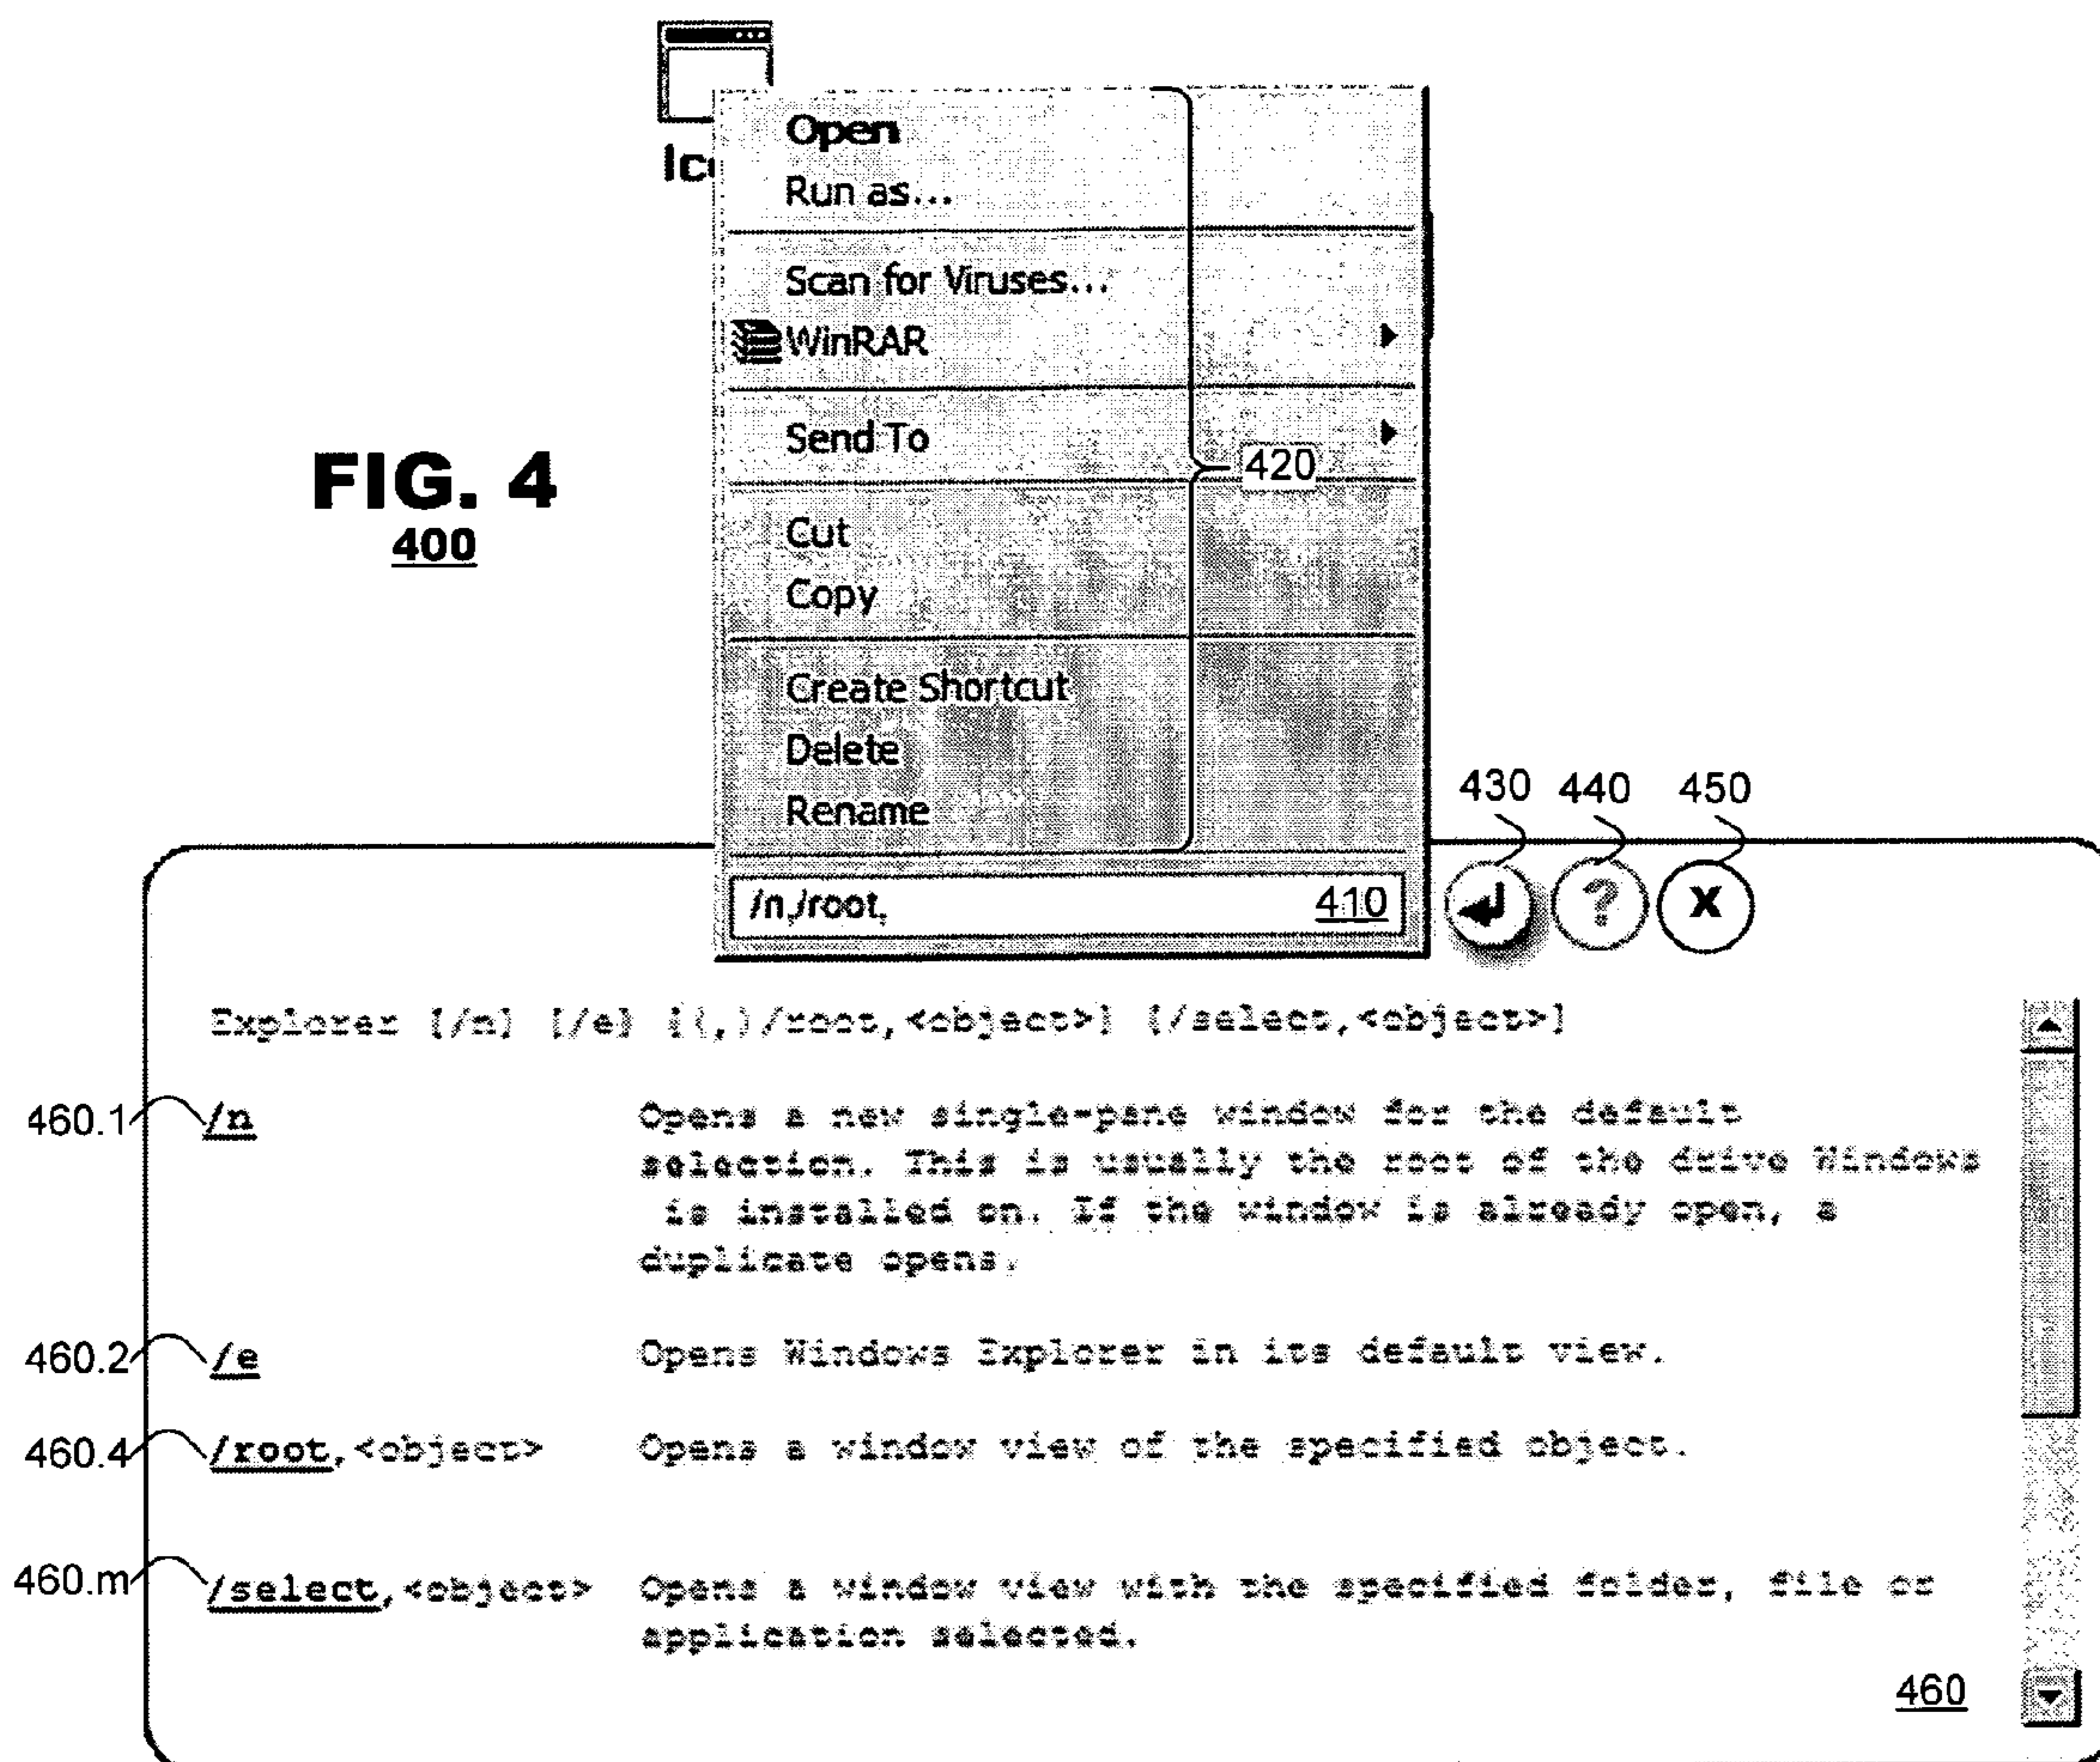 Ico
Open
Run as...
Scan for Viruses...
WinRAR
Send To
420
FIG. 4
400
Cut
Copy
Create Shortcut
Delete
Rename
430 440 450
/n,/root, 410
? X
Explorer [/n] [/e] [(,)/root,<object>] [/select,<object>]
460.1 /n Opens a new single-pane window for the default
selection. This is usually the root of the drive Windows
is installed on. If the window is already open, a
duplicate opens.
460.2 /e Opens Windows Explorer in its default view.
460.4 /root,<object> Opens a window view of the specified object.
460.m /select,<object> Opens a window view with the specified folder, file or
application selected.
460